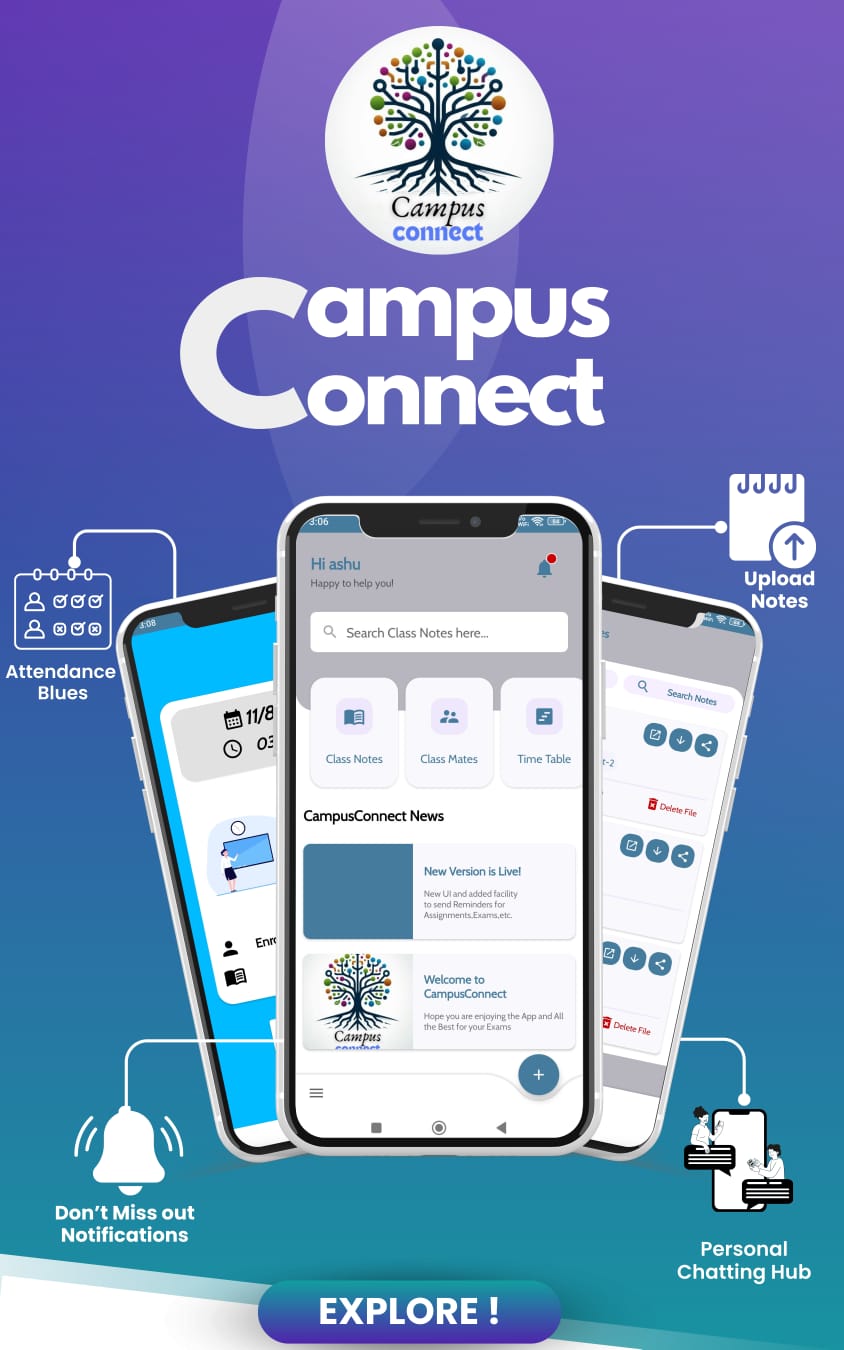 Campus
connect
Campus
Connect
Upload
Notes
Attendance
Blues
3:08
11/8
03
Enro
3:06
Hi ashu
Happy to help you!
Search Class Notes here...
Class Notes
Class Mates
Time Table
CampusConnect News
New Version is Live!
New UI and added facility
to send Reminders for
Assignments,Exams,etc.
Welcome to
CampusConnect
Hope you are enjoying the App and All
the Best for your Exams
Campus
connect
+
Search Notes
t-2
Delete File
Delete File
Don't Miss out
Notifications
Personal
Chatting Hub
EXPLORE !